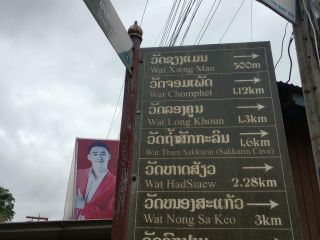 ວັດຊຽງແມນ
Wat Xieng Man 500m
ວັດຈອມເພັດ
Wat Chomphet 1.12km
ວັດລອງຄູນ
Wat Long Khoun 1.3km
ວັດຖ້ຳສັກກະລິນ
Wat Tham Sakkarin (Sakkarin Cave) 1.6km
ວັດຫາດສ້ຽວ
Wat HadStaew 2.28km
ວັດໜອງສະແກ້ວ
Wat Nong Sa Keo 3km